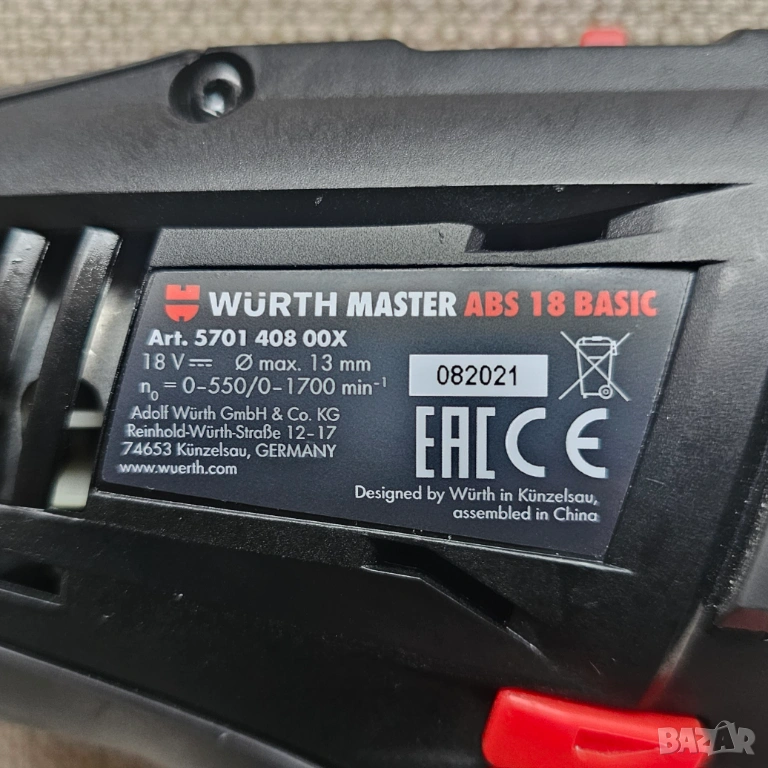 WÜRTH MASTER ABS 18 BASIC
Art. 5701 408 00X
18 V⎓ Ø max. 13 mm
n₀ = 0–550/0–1700 min⁻¹
082021
Adolf Würth GmbH & Co. KG
Reinhold-Würth-Straße 12–17
74653 Künzelsau, GERMANY
www.wuerth.com
EAC CE
Designed by Würth in Künzelsau,
assembled in China
BAZAR